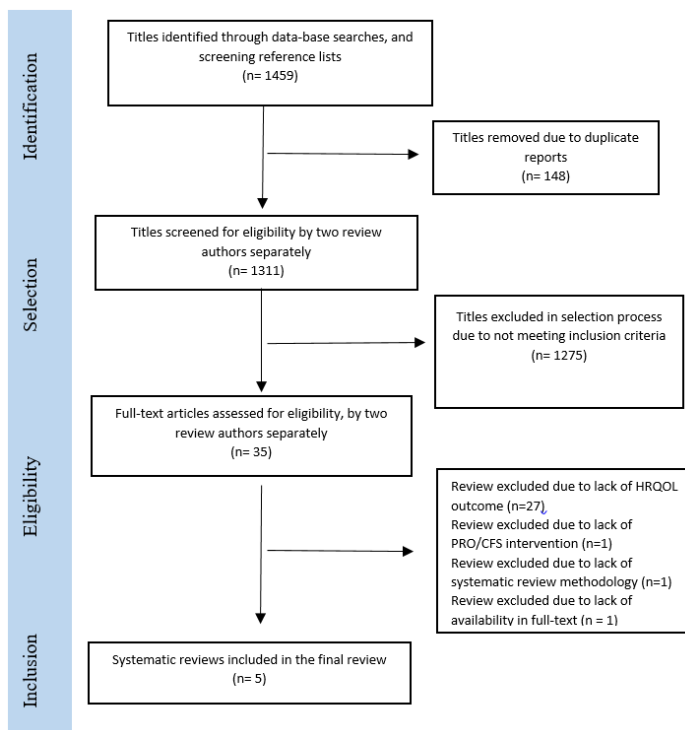 Identification
Titles identified through data-base searches, and
screening reference lists
(n= 1459)
Titles removed due to duplicate
reports
(n= 148)
Selection
Titles screened for eligibility by two review
authors separately
(n= 1311)
Titles excluded in selection process
due to not meeting inclusion criteria
(n= 1275)
Eligibility
Full-text articles assessed for eligibility, by two
review authors separately
(n= 35)
Review excluded due to lack of HRQOL
outcome (n=27)
Review excluded due to lack of
PRO/CFS intervention (n=1)
Review excluded due to lack of
systematic review methodology (n=1)
Review excluded due to lack of
availability in full-text (n = 1)
Inclusion
Systematic reviews included in the final review
(n= 5)